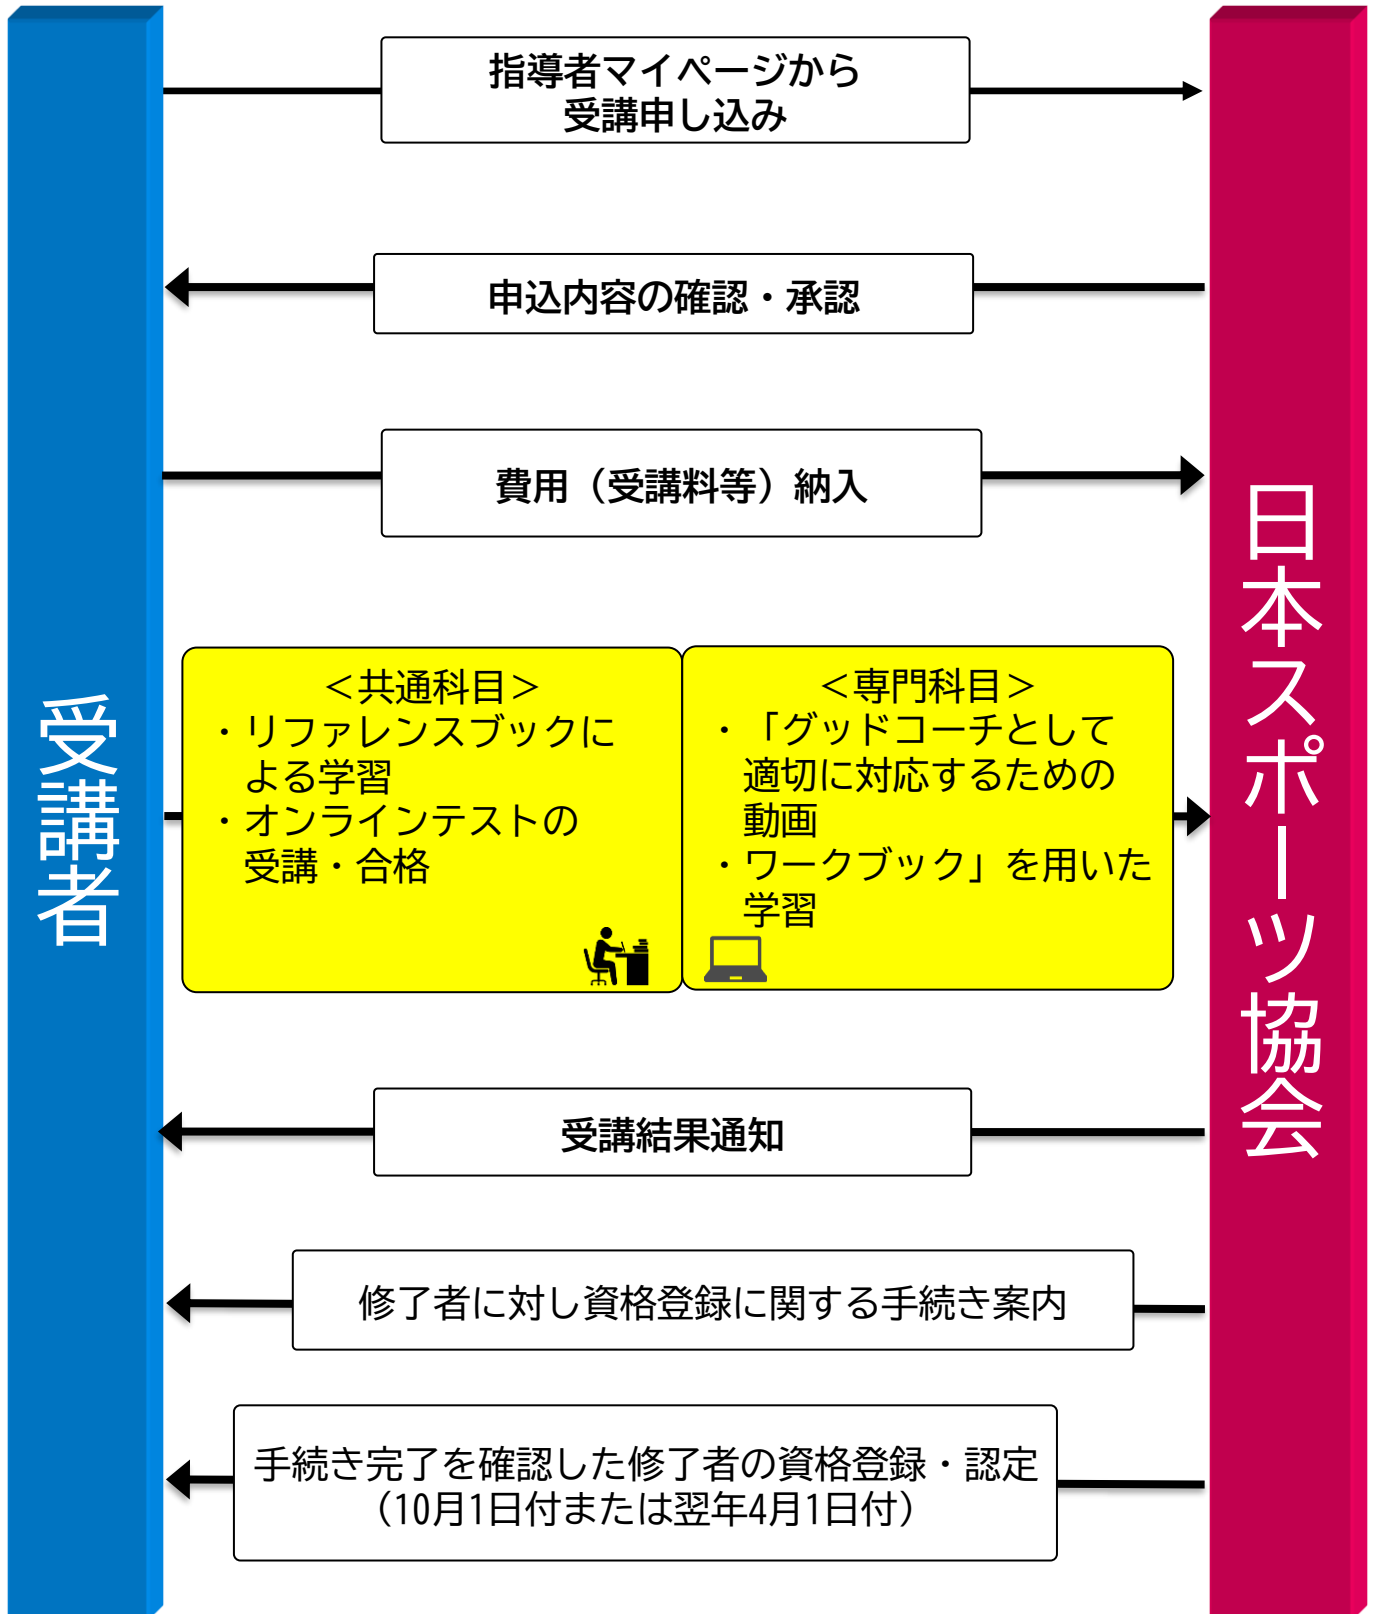 指導者マイページから
受講申し込み
申込内容の確認・承認
費用（受講料等）納入
受講者
＜共通科目＞
・リファレンスブックに
よる学習
・オンラインテストの
受講・合格
＜専門科目＞
・「グッドコーチとして
適切に対応するための
動画
・ワークブック」を用いた
学習
日本スポーツ協会
受講結果通知
修了者に対し資格登録に関する手続き案内
手続き完了を確認した修了者の資格登録・認定
（10月1日付または翌年4月1日付）